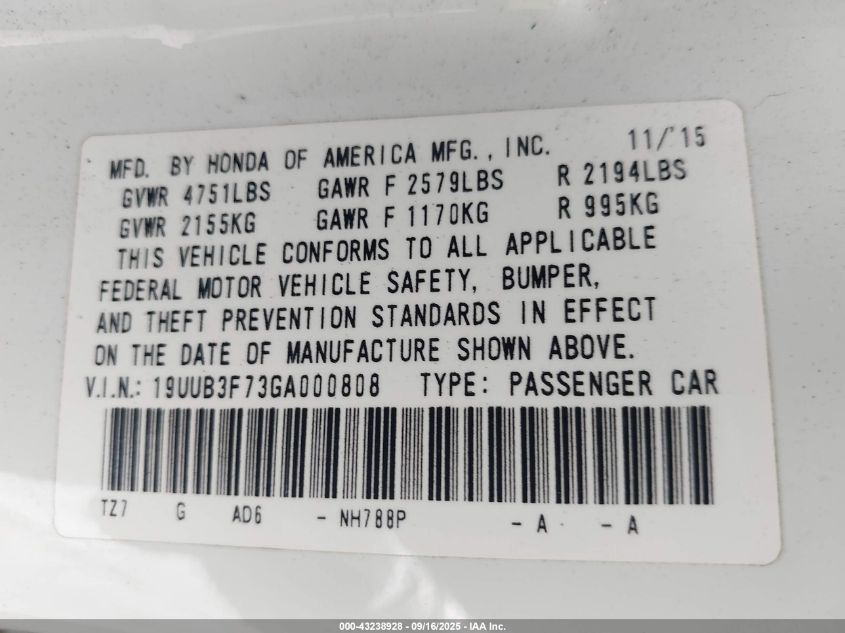 MFD. BY HONDA OF AMERICA MFG., INC. 11/'15
GVWR 4751LBS GAWR F 2579LBS R 2194LBS
GVWR 2155KG GAWR F 1170KG R 995KG
THIS VEHICLE CONFORMS TO ALL APPLICABLE
FEDERAL MOTOR VEHICLE SAFETY, BUMPER,
AND THEFT PREVENTION STANDARDS IN EFFECT
ON THE DATE OF MANUFACTURE SHOWN ABOVE.
V.I.N.: 19UUB3F73GA000808 TYPE: PASSENGER CAR
TZ7 G AD6 - NH788P - A - A
000-43238928 - 09/16/2025 - IAA Inc.